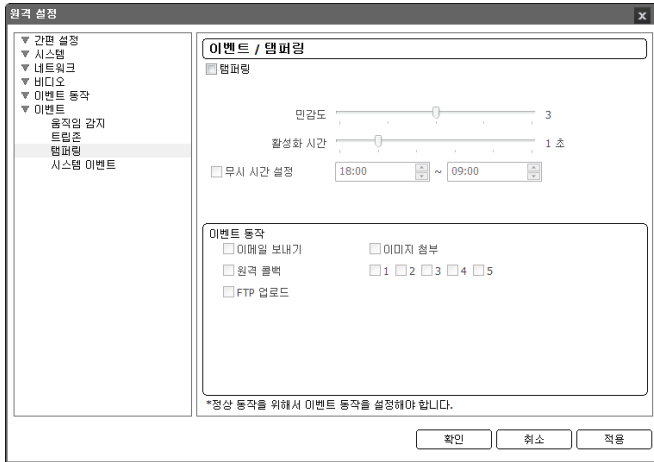 원격 설정
x
간편 설정
시스템
네트워크
비디오
이벤트 동작
이벤트
움직임 감지
트립존
탬퍼링
시스템 이벤트
이벤트 / 탬퍼링
탬퍼링
민감도 3
활성화 시간 1 초
무시 시간 설정 18:00 ~ 09:00
이벤트 동작
이메일 보내기 이미지 첨부
원격 콜백 1 2 3 4 5
FTP 업로드
*정상 동작을 위해서 이벤트 동작을 설정해야 합니다.
확인 취소 적용